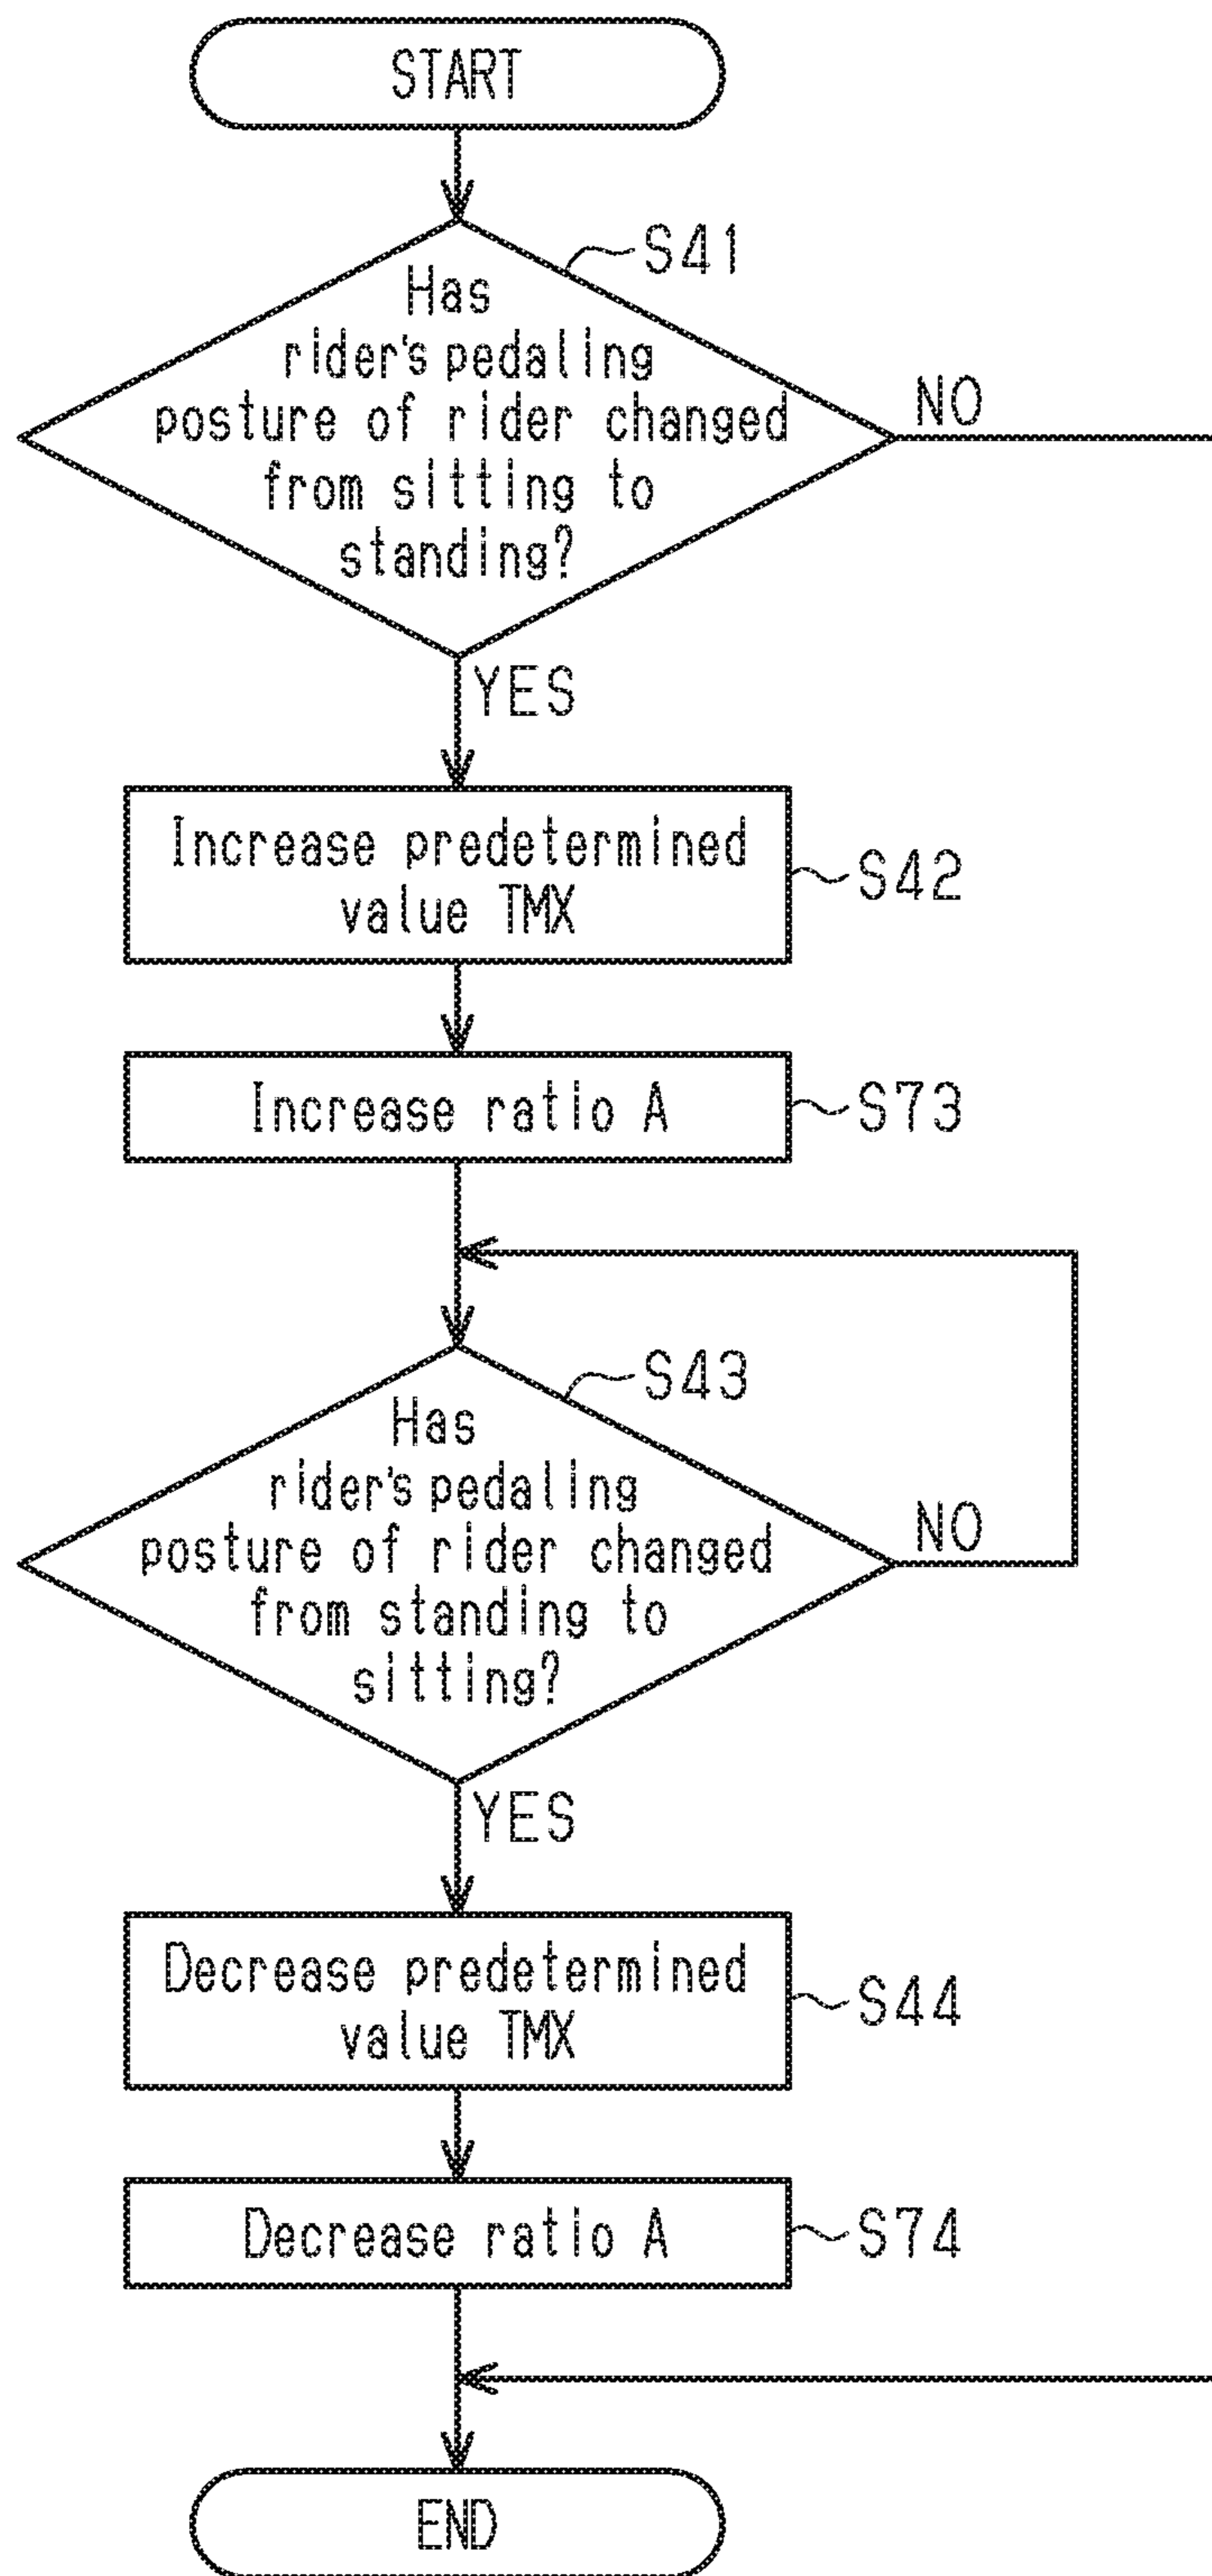 START
S41
Has
rider's pedaling
posture of rider changed
from sitting to
standing?
NO
YES
Increase predetermined
value TMX
S42
Increase ratio A
S73
S43
Has
rider's pedaling
posture of rider changed
from standing to
sitting?
NO
YES
Decrease predetermined
value TMX
S44
Decrease ratio A
S74
END